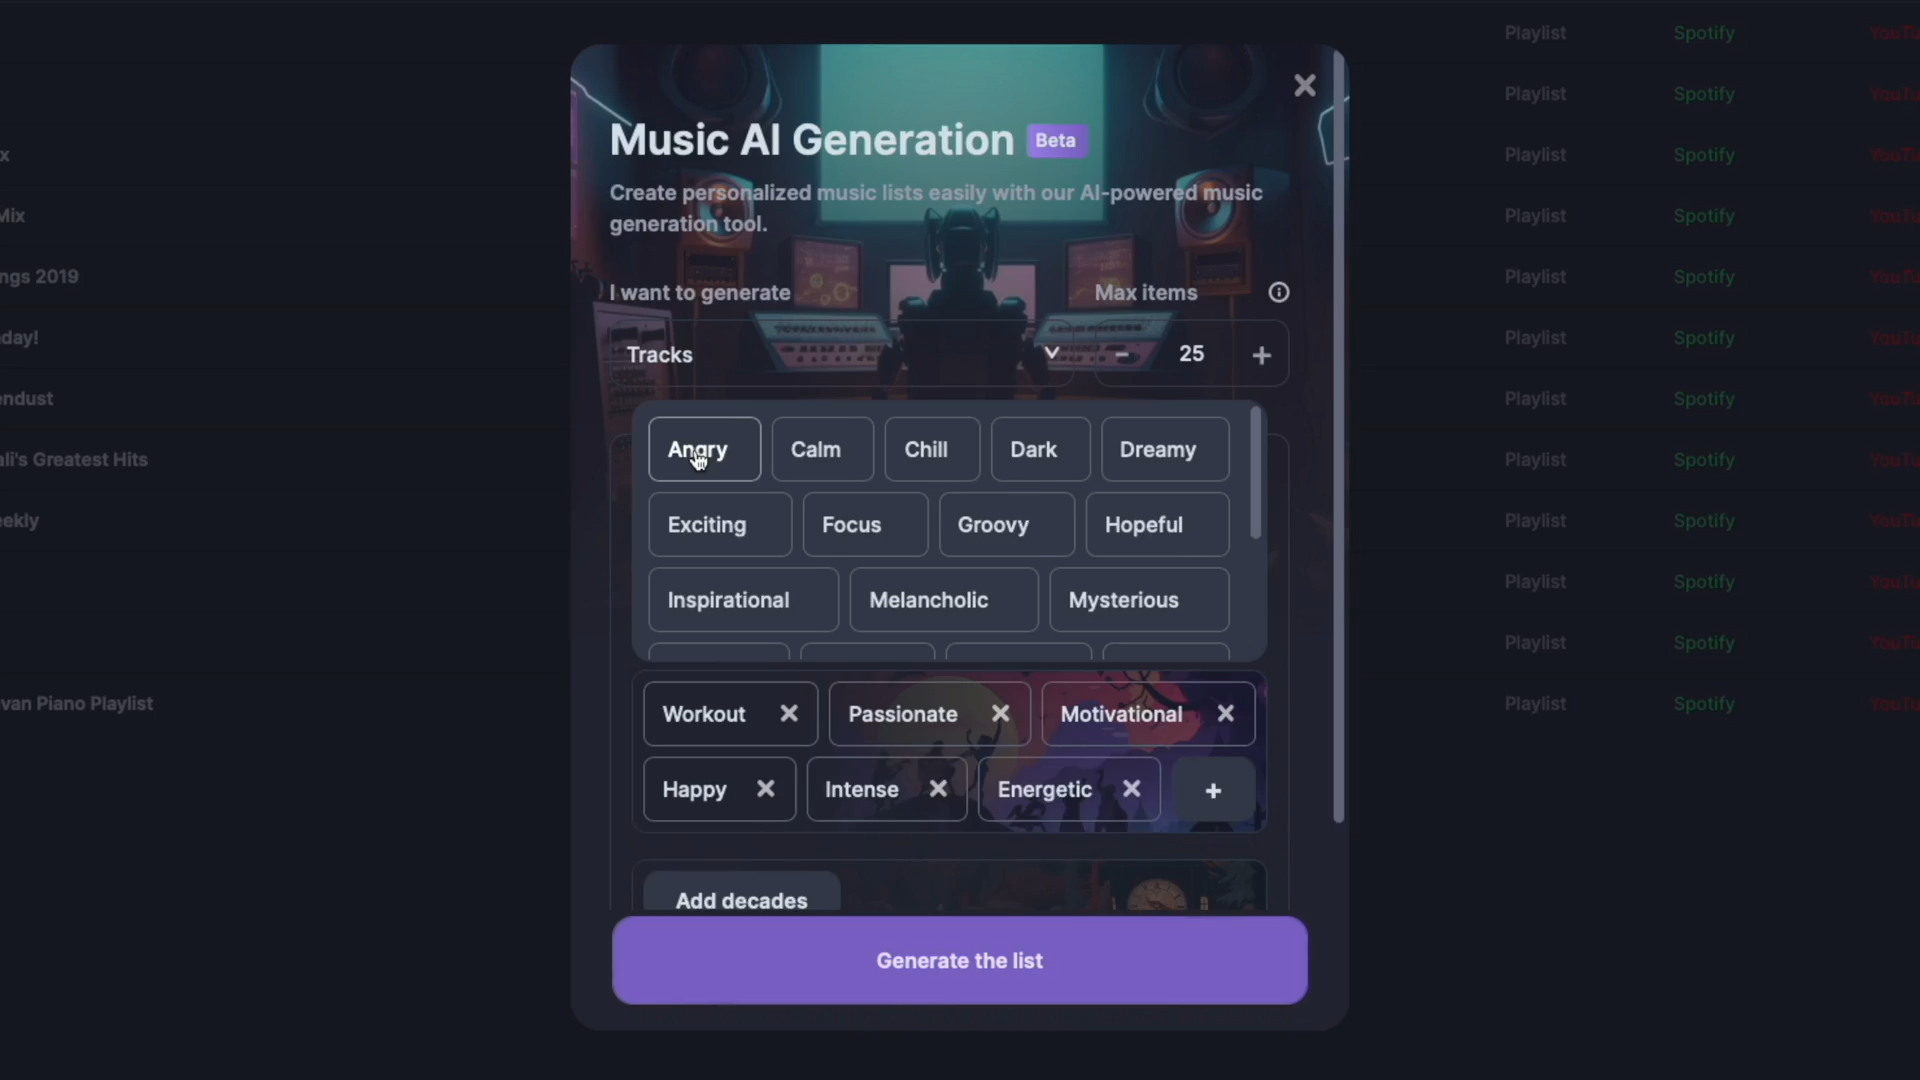 Playlist Spotify
Playlist Spotify
x Playlist Spotify
Mix Playlist Spotify
ngs 2019 Playlist Spotify
day! Playlist Spotify
endust Playlist Spotify
ali's Greatest Hits Playlist Spotify
eekly Playlist Spotify
Playlist Spotify
Playlist Spotify
van Piano Playlist Playlist Spotify
Music AI Generation Beta
Create personalized music lists easily with our AI-powered music
generation tool.
I want to generate Max items
Tracks 25
Angry Calm Chill Dark Dreamy
Exciting Focus Groovy Hopeful
Inspirational Melancholic Mysterious
Workout Passionate Motivational
Happy Intense Energetic +
Add decades
Generate the list